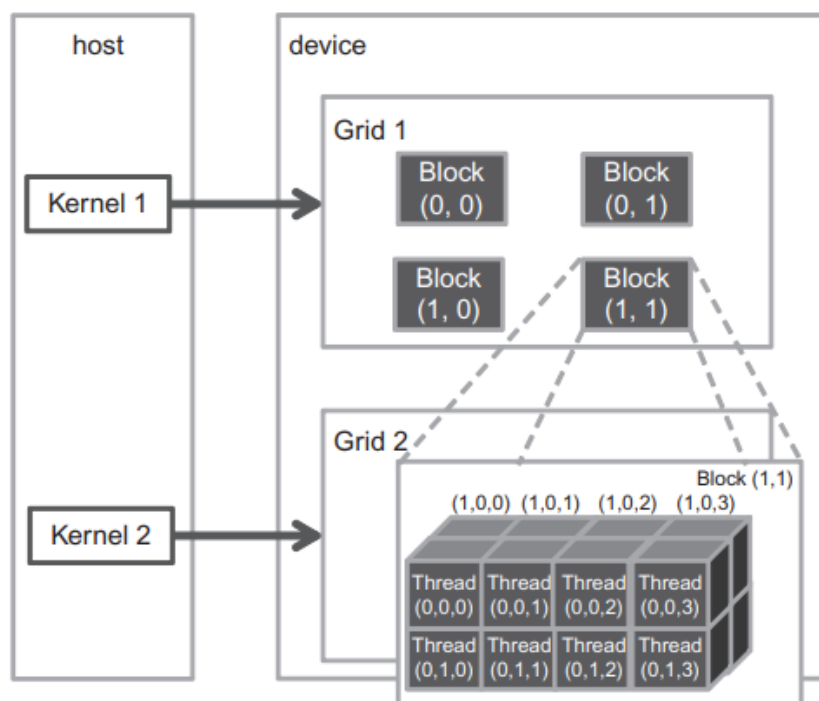 host
device
Grid 1
Block
(0, 0)
Block
(0, 1)
Kernel 1
Block
(1, 0)
Block
(1, 1)
Grid 2
Block (1,1)
(1,0,0) (1,0,1) (1,0,2) (1,0,3)
Kernel 2
Thread
(0,0,0)
Thread
(0,0,1)
Thread
(0,0,2)
Thread
(0,0,3)
Thread
(0,1,0)
Thread
(0,1,1)
Thread
(0,1,2)
Thread
(0,1,3)